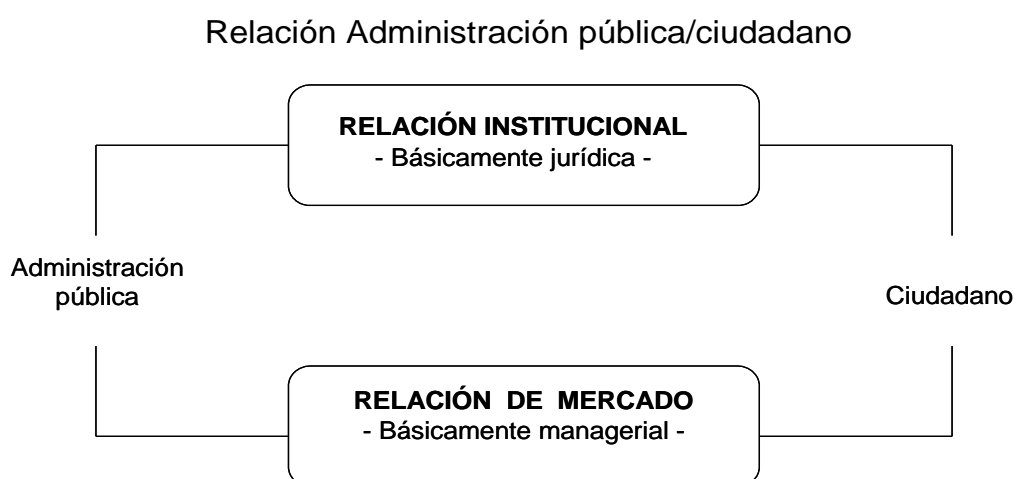 Relación Administración pública/ciudadano
RELACIÓN INSTITUCIONAL
- Básicamente jurídica -
Administración
pública
Ciudadano
RELACIÓN DE MERCADO
- Básicamente managerial -